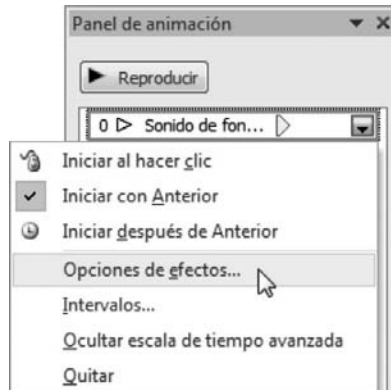 Panel de animación
Reproducir
0 Sonido de fon...
Iniciar al hacer clic
Iniciar con Anterior
Iniciar después de Anterior
Opciones de efectos...
Intervalos...
Ocultar escala de tiempo avanzada
Quitar